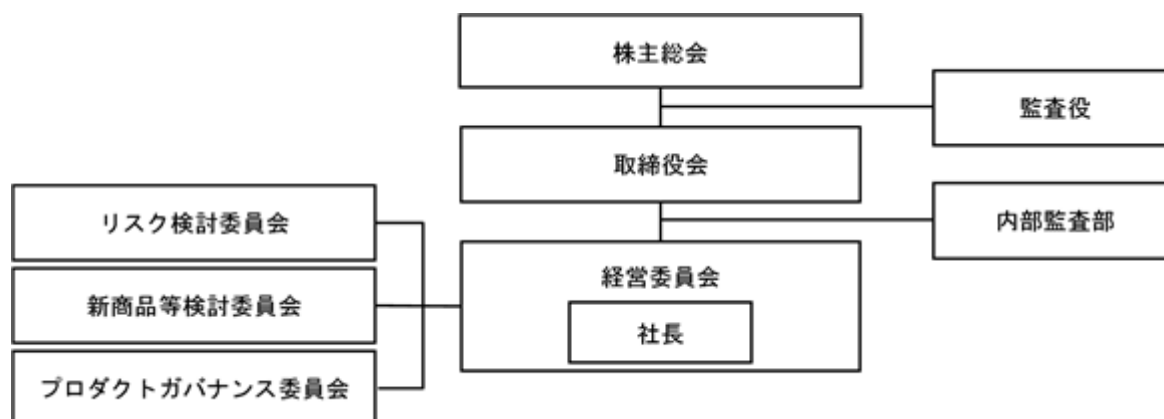 株主総会
監査役
取締役会
リスク検討委員会
内部監査部
経営委員会
新商品等検討委員会
社長
プロダクトガバナンス委員会